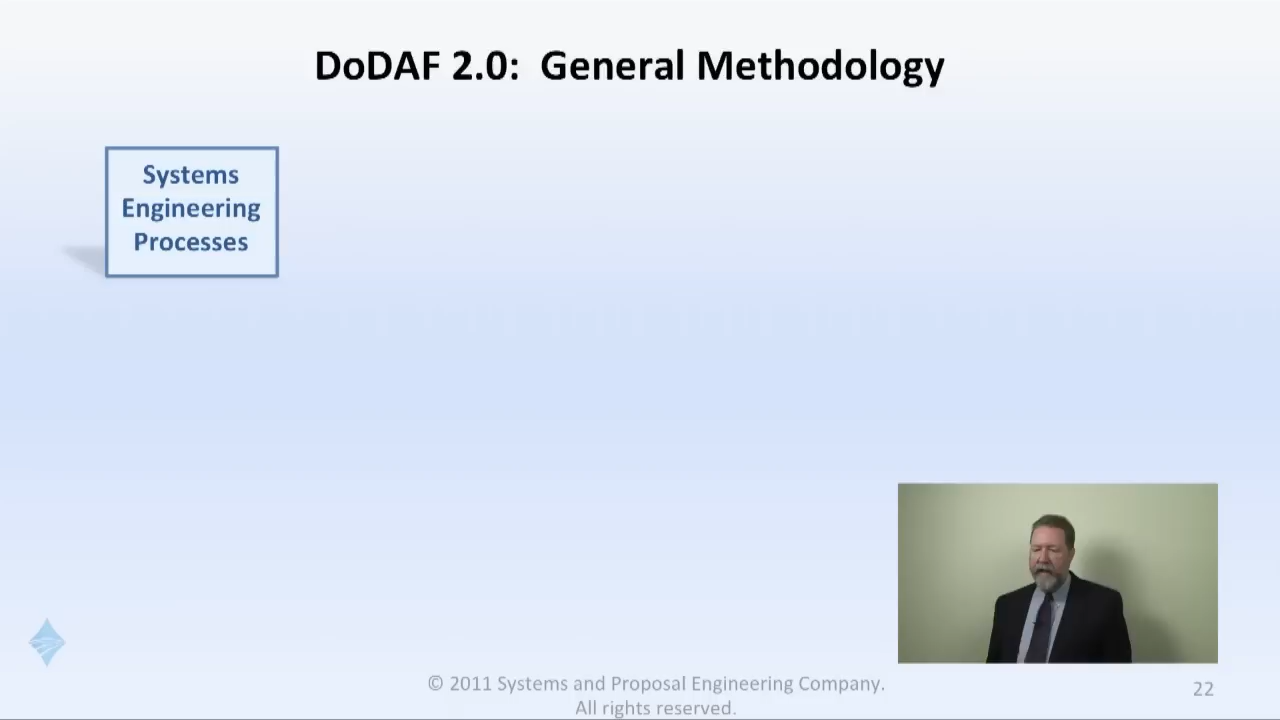 DoDAF 2.0:  General Methodology
Systems
Engineering
Processes
© 2011 Systems and Proposal Engineering Company.
All rights reserved.
22